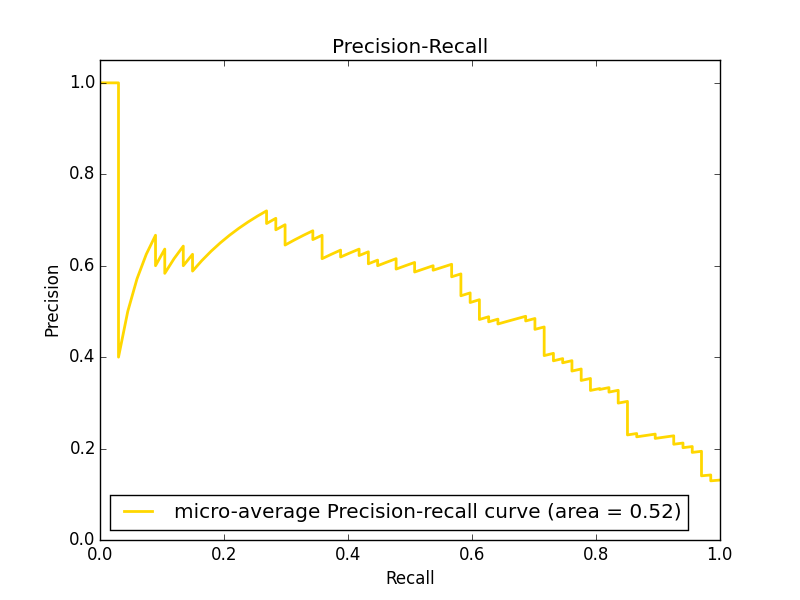 Precision-Recall
1.0
0.8
0.6
0.4
0.2
0.0
Precision
micro-average Precision-recall curve (area = 0.52)
0.0 0.2 0.4 0.6 0.8 1.0
Recall